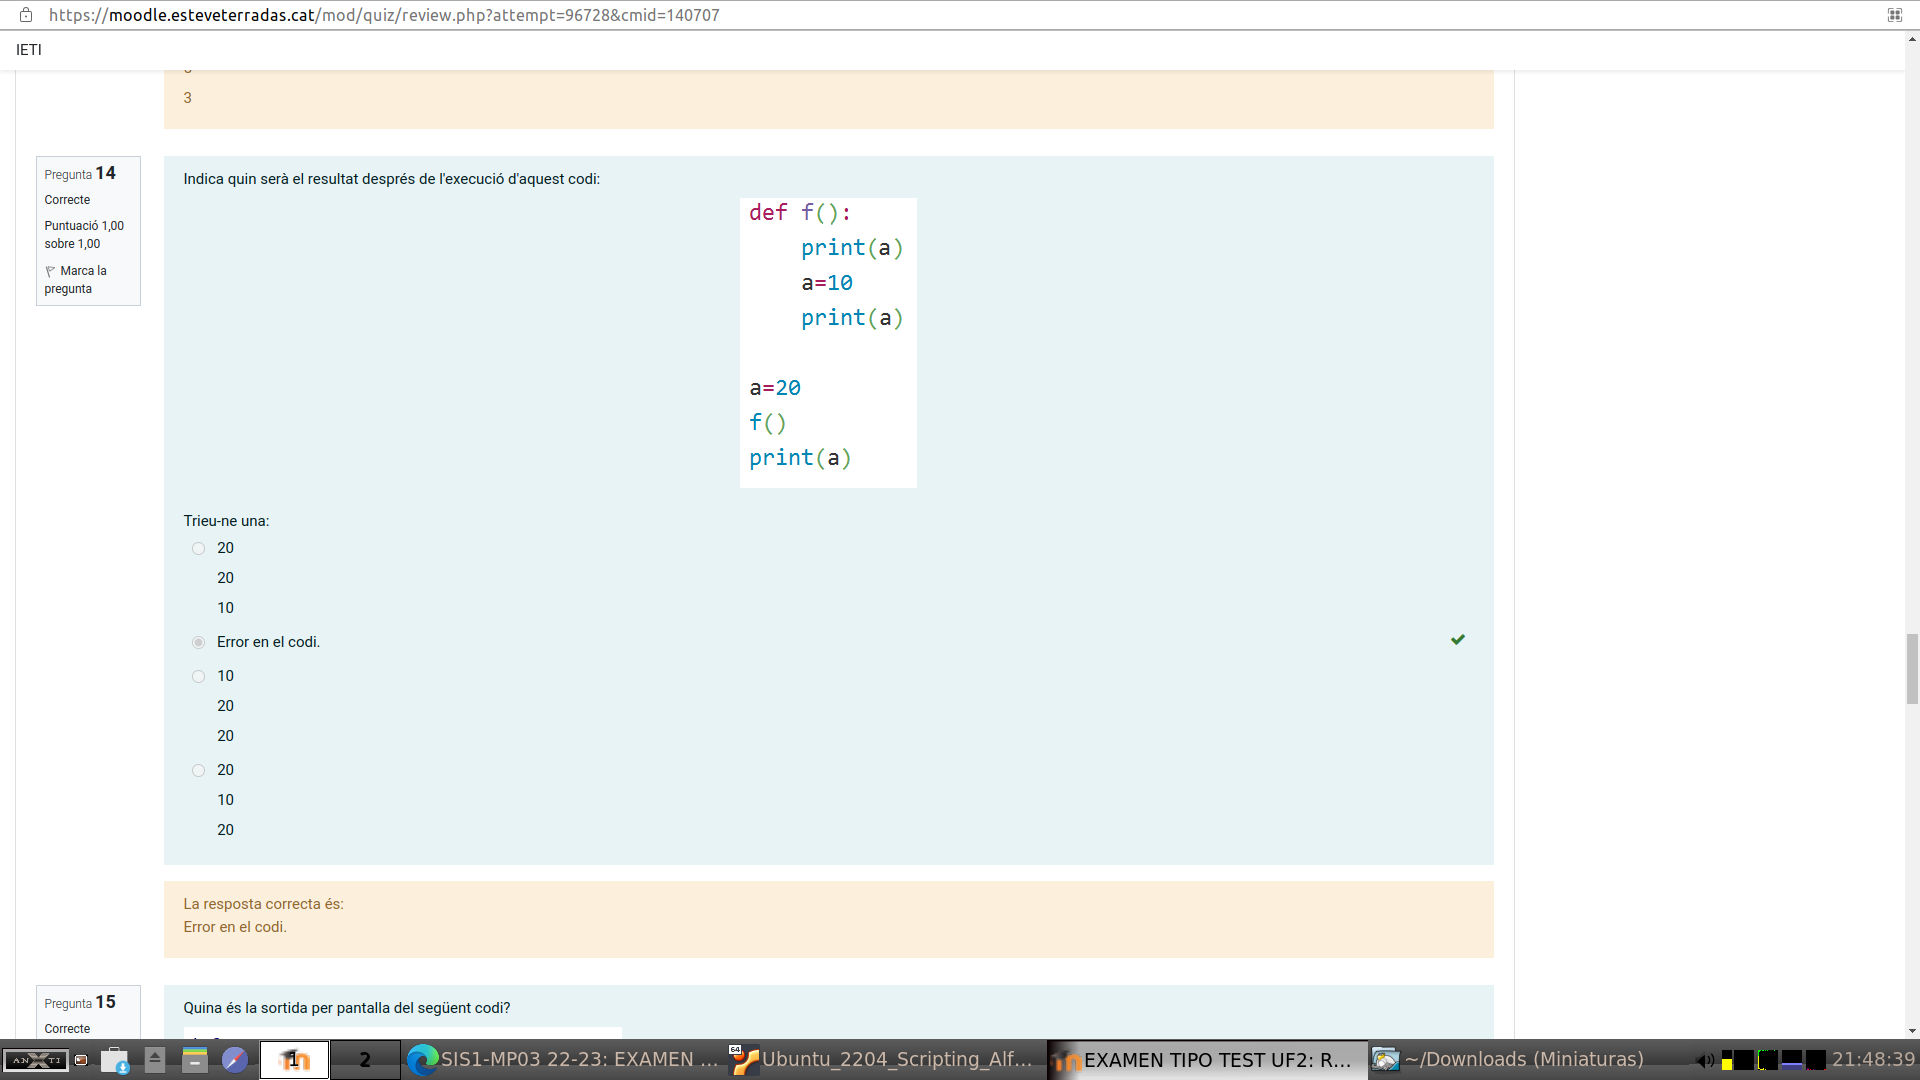 https://moodle.esteveterradas.cat/mod/quiz/review.php?attempt=96728&cmid=140707
IETI
3
Pregunta 14
Correcte
Puntuació 1,00
sobre 1,00
Marca la
pregunta
Indica quin serà el resultat després de l'execució d'aquest codi:
def f():
    print(a)
    a=10
    print(a)
a=20
f()
print(a)
Trieu-ne una:
20
20
10
Error en el codi.
10
20
20
20
10
20
La resposta correcta és:
Error en el codi.
Pregunta 15
Correcte
Quina és la sortida per pantalla del següent codi?
ANXTI
1
2
SIS1-MP03 22-23: EXAMEN ...
64
Ubuntu_2204_Scripting_Alf...
EXAMEN TIPO TEST UF2: R...
~/Downloads (Miniaturas)
21:48:39